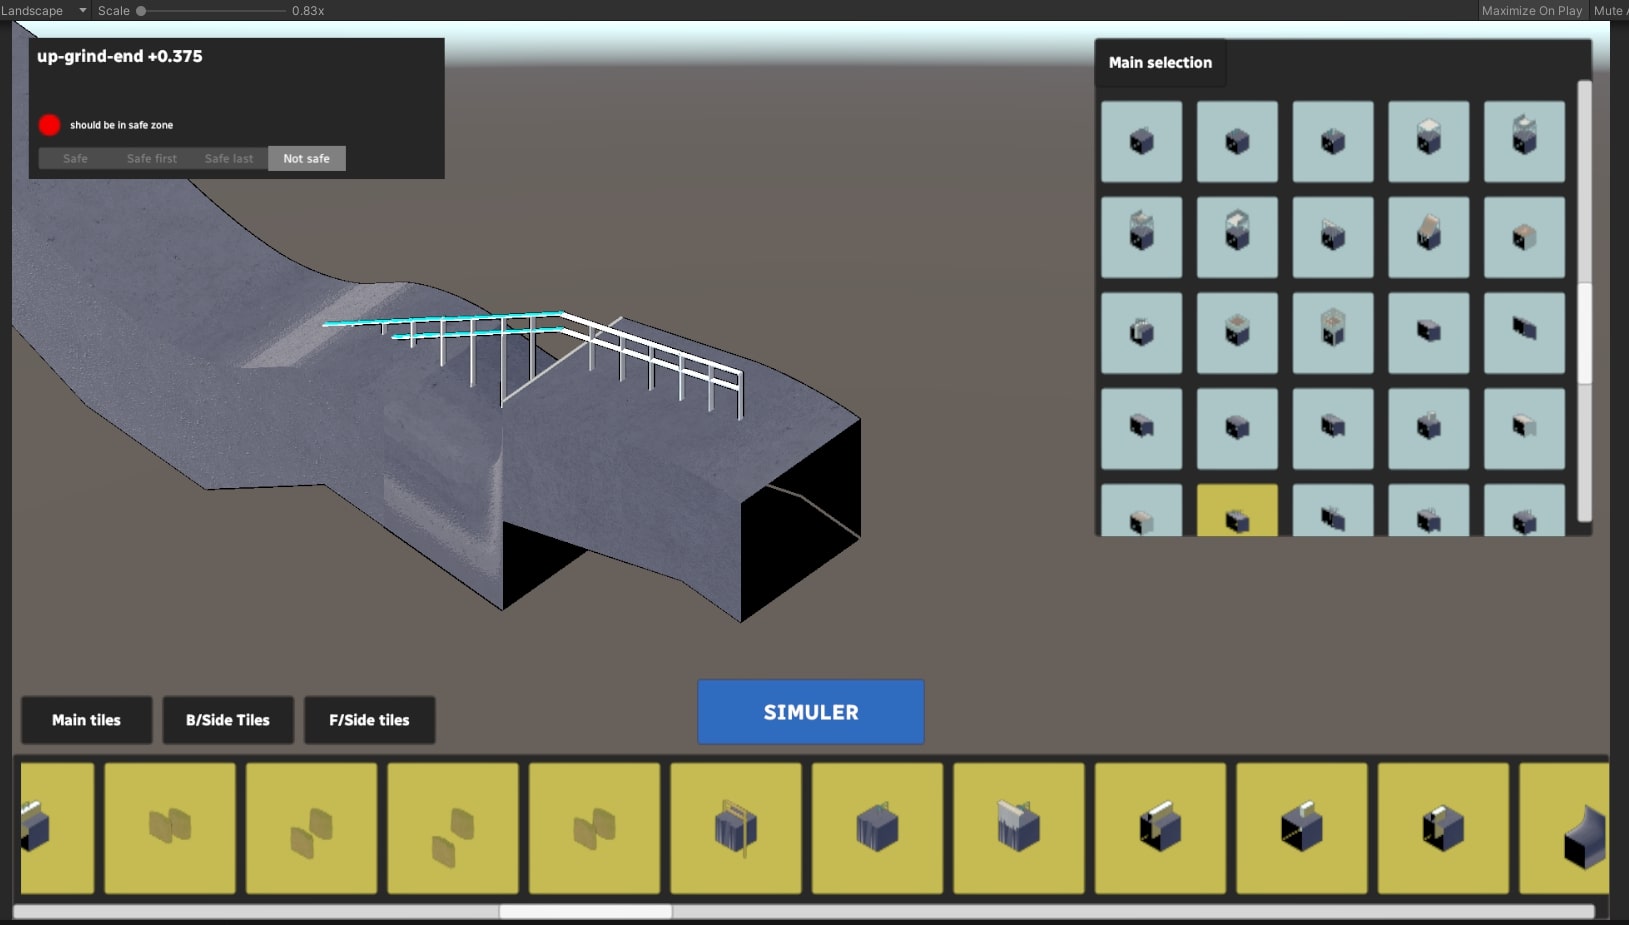 Landscape
Scale
0.83x
Maximize On Play
Mute
up-grind-end +0.375
should be in safe zone
Safe
Safe first
Safe last
Not safe
Main selection
Main tiles
B/Side Tiles
F/Side tiles
SIMULER